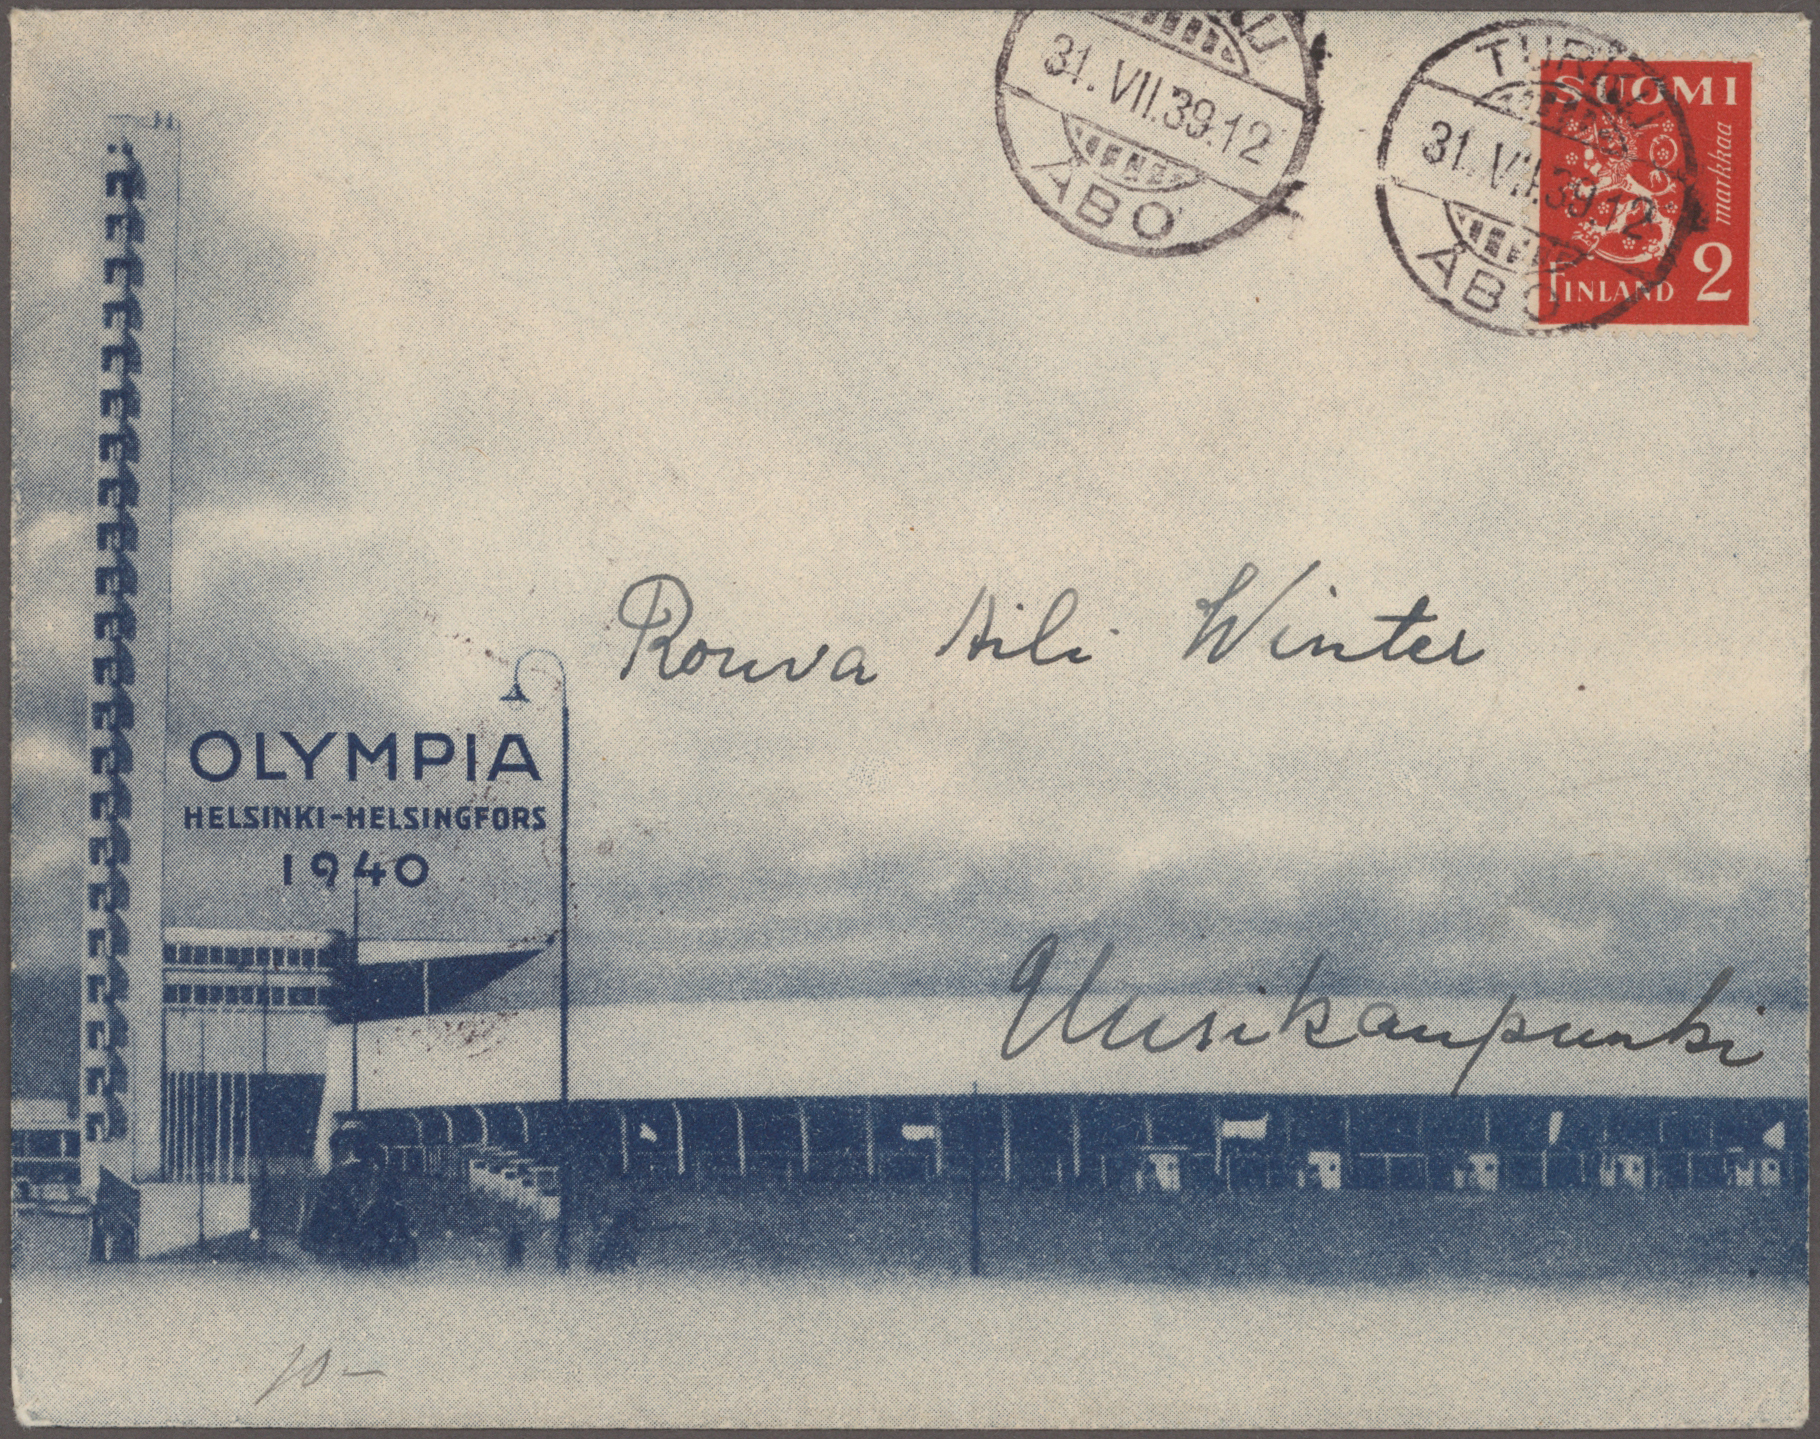 31. VII.39.12
ÅBO
TURKU
31. VII.39.12
ÅBO
SUOMI
markkaa
FINLAND 2
Rouva Aili Winter
OLYMPIA
HELSINKI-HELSINGFORS
1940
Uusikaupunki
10-